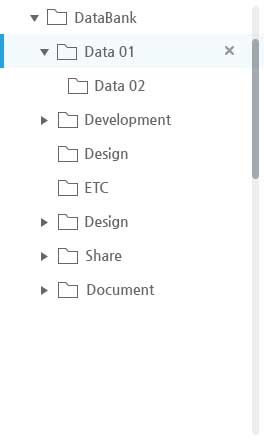 DataBank
Data 01
Data 02
Development
Design
ETC
Design
Share
Document